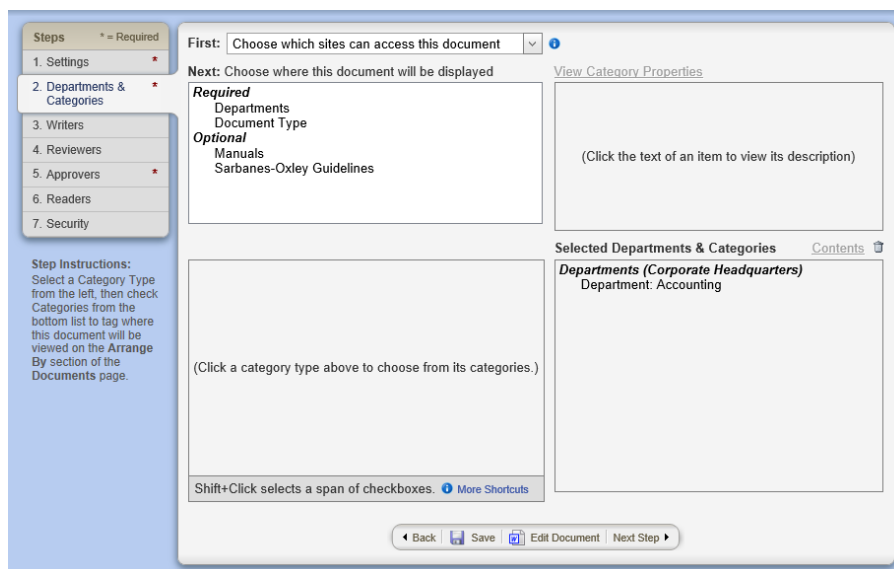 Steps * = Required
1. Settings *
2. Departments & *
Categories
3. Writers
4. Reviewers
5. Approvers *
6. Readers
7. Security
Step Instructions:
Select a Category Type
from the left, then check
Categories from the
bottom list to tag where
this document will be
viewed on the Arrange
By section of the
Documents page.
First: Choose which sites can access this document
Next: Choose where this document will be displayed
Required
Departments
Document Type
Optional
Manuals
Sarbanes-Oxley Guidelines
View Category Properties
(Click the text of an item to view its description)
(Click a category type above to choose from its categories.)
Shift+Click selects a span of checkboxes. More Shortcuts
Selected Departments & Categories Contents
Departments (Corporate Headquarters)
Department: Accounting
Back Save Edit Document Next Step